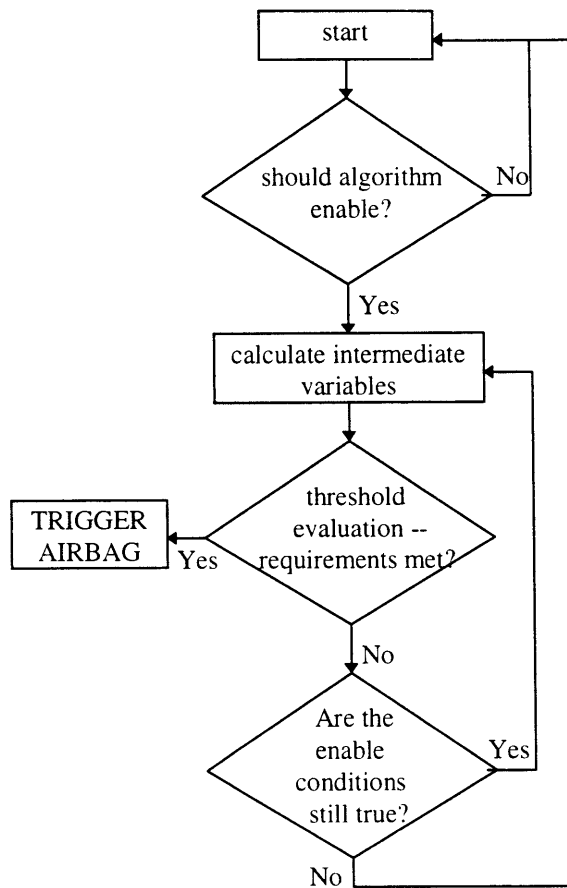 start
should algorithm
enable?
No
Yes
calculate intermediate
variables
threshold
evaluation --
requirements met?
TRIGGER
AIRBAG
Yes
No
Are the
enable
conditions
still true?
Yes
No